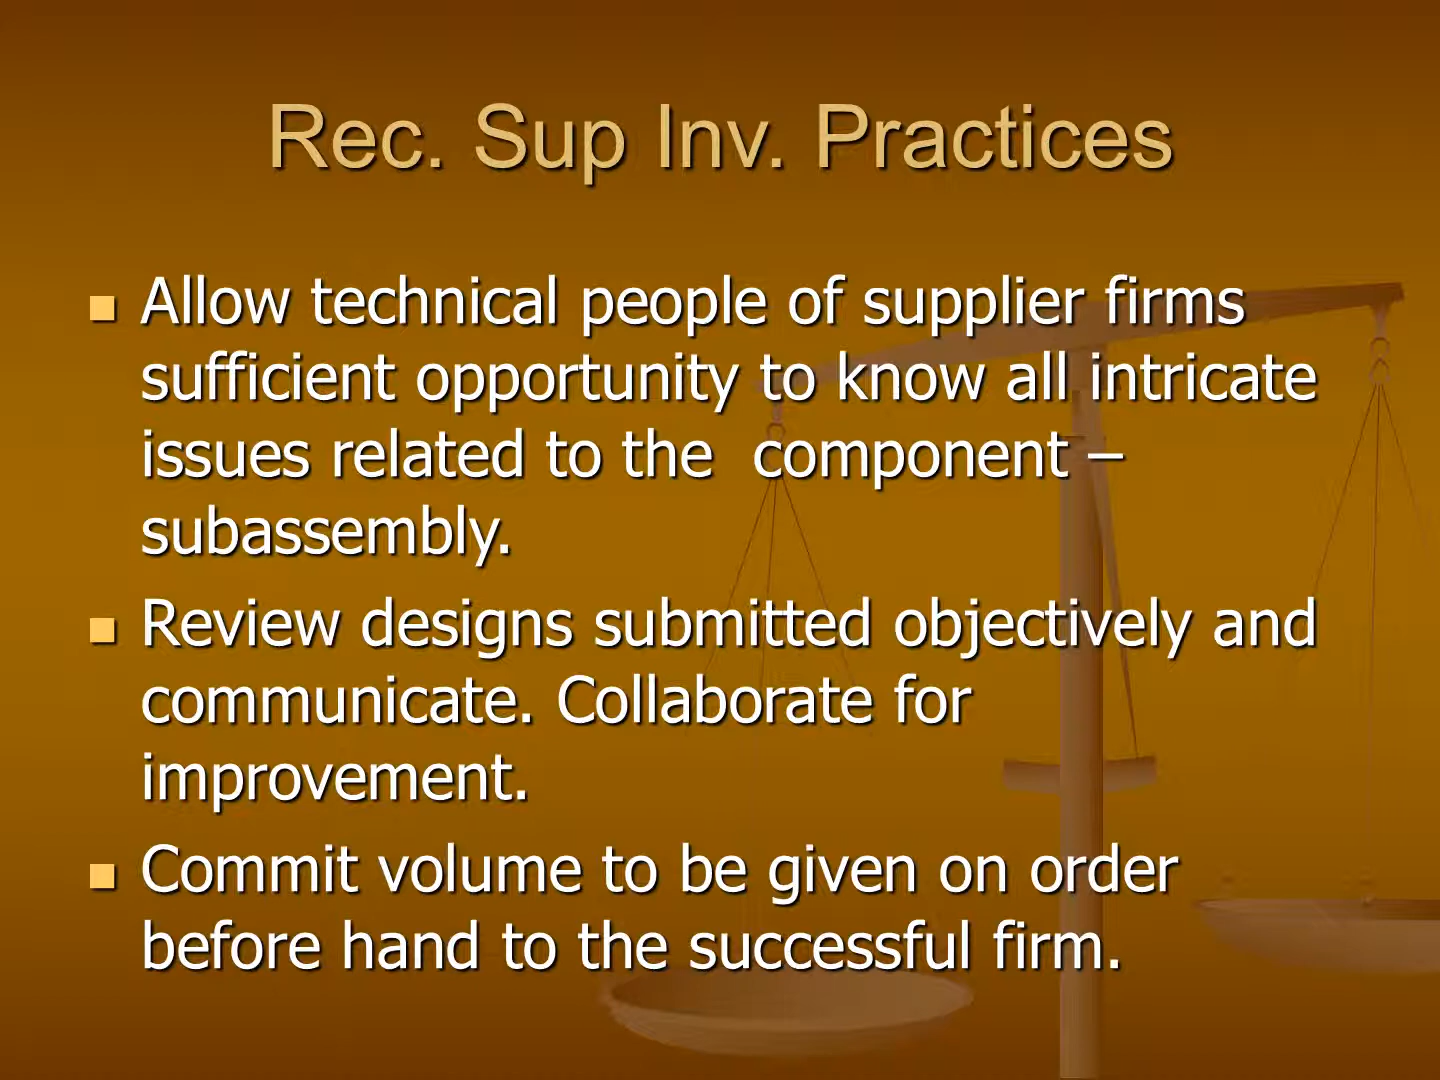 Rec. Sup Inv. Practices
Allow technical people of supplier firms
sufficient opportunity to know all intricate
issues related to the  component –
subassembly.
Review designs submitted objectively and
communicate. Collaborate for
improvement.
Commit volume to be given on order
before hand to the successful firm.